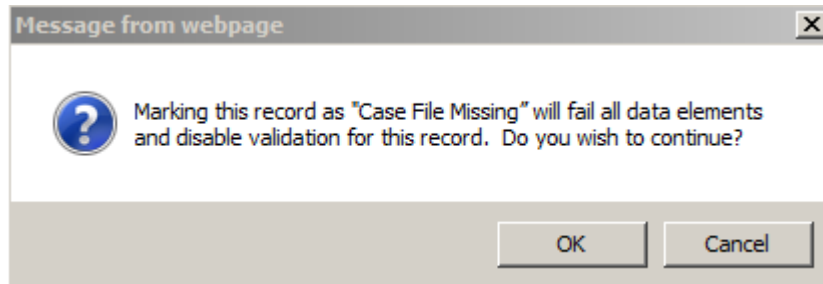 Message from webpage
Marking this record as "Case File Missing” will fail all data elements
and disable validation for this record.  Do you wish to continue?
OK
Cancel